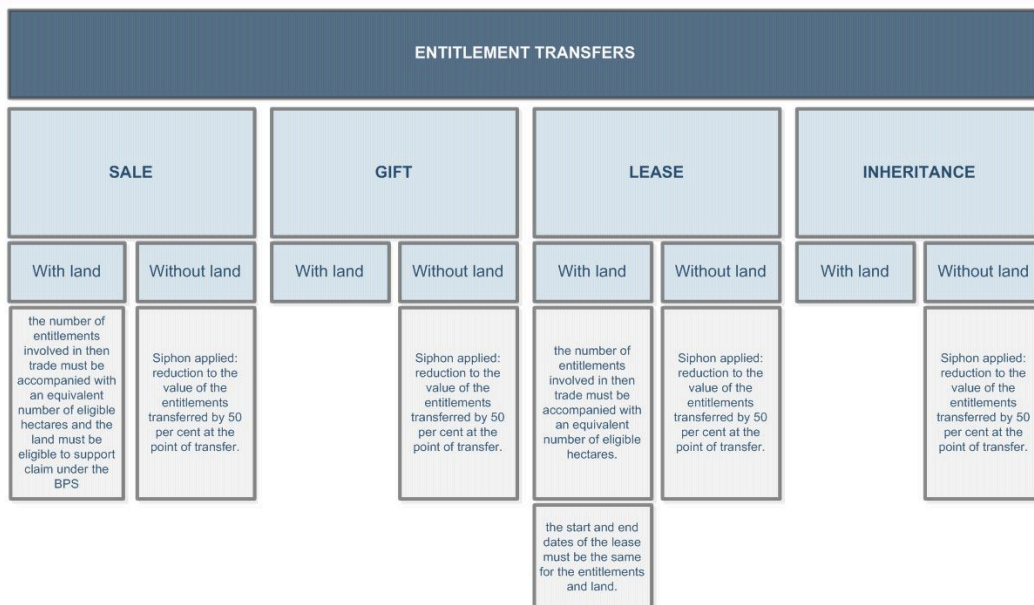 ENTITLEMENT TRANSFERS
SALE
GIFT
LEASE
INHERITANCE
With land
Without land
With land
Without land
With land
Without land
With land
Without land
the number of
entitlements
involved in then
trade must be
accompanied with
an equivalent
number of eligible
hectares and the
land must be
eligible to support
claim under the
BPS
Siphon applied:
reduction to the
value of the
entitlements
transferred by 50
per cent at the
point of transfer.
Siphon applied:
reduction to the
value of the
entitlements
transferred by 50
per cent at the
point of transfer.
the number of
entitlements
involved in then
trade must be
accompanied with
an equivalent
number of eligible
hectares.
Siphon applied:
reduction to the
value of the
entitlements
transferred by 50
per cent at the
point of transfer.
Siphon applied:
reduction to the
value of the
entitlements
transferred by 50
per cent at the
point of transfer.
the start and end
dates of the lease
must be the same
for the entitlements
and land.